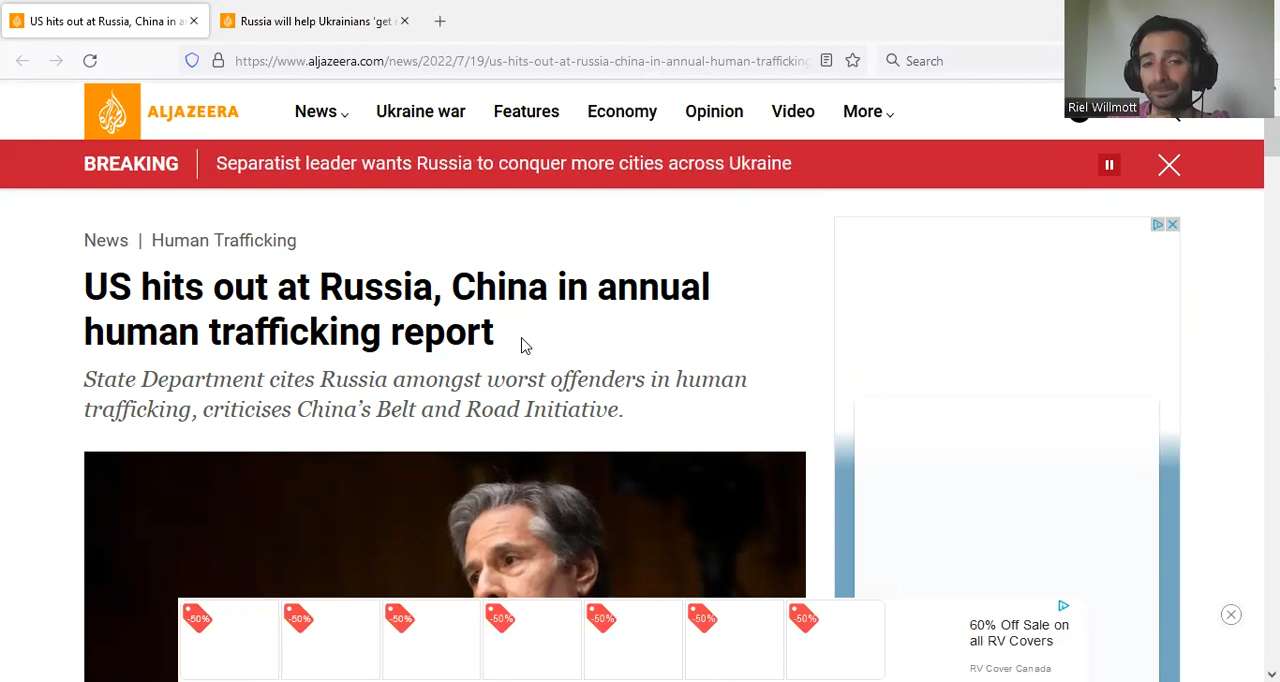 US hits out at Russia, China in a
Russia will help Ukrainians 'get r
https://www.aljazeera.com/news/2022/7/19/us-hits-out-at-russia-china-in-annual-human-trafficking
Search
Riel Willmott
ALJAZEERA
News
Ukraine war
Features
Economy
Opinion
Video
More
BREAKING
Separatist leader wants Russia to conquer more cities across Ukraine
News | Human Trafficking
US hits out at Russia, China in annual
human trafficking report
State Department cites Russia amongst worst offenders in human
trafficking, criticises China's Belt and Road Initiative.
-50%
-50%
-50%
-50%
-50%
-50%
-50%
60% Off Sale on
all RV Covers
RV Cover Canada